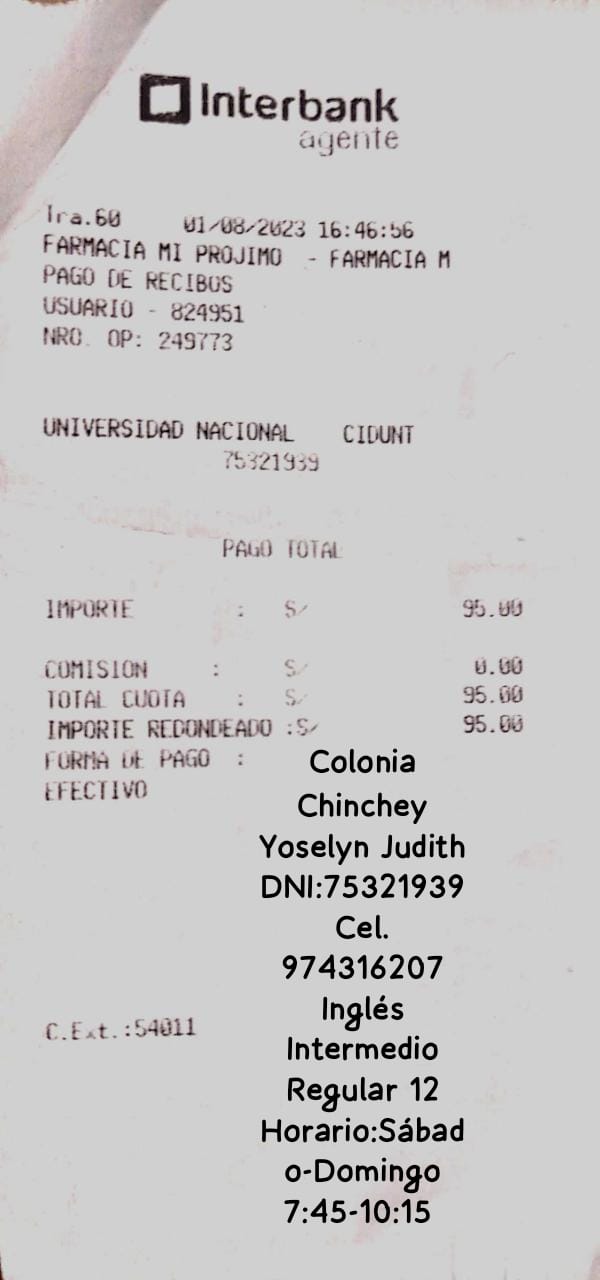 Interbank
agente
Tra.60 01/08/2023 16:46:56
FARMACIA MI PROJIMO - FARMACIA M
PAGO DE RECIBOS
USUARIO - 824951
NRO. OP: 249773
UNIVERSIDAD NACIONAL CIDUNT
75321939
PAGO TOTAL
IMPORTE : S/ 95.00
COMISION : S/ 0.00
TOTAL CUOTA : S/ 95.00
IMPORTE REDONDEADO :S/ 95.00
FORMA DE PAGO :
EFECTIVO
Colonia
Chinchey
Yoselyn Judith
DNI:75321939
Cel.
974316207
Inglés
Intermedio
Regular 12
Horario:Sábad
o-Domingo
7:45-10:15
C.Ext.:54011